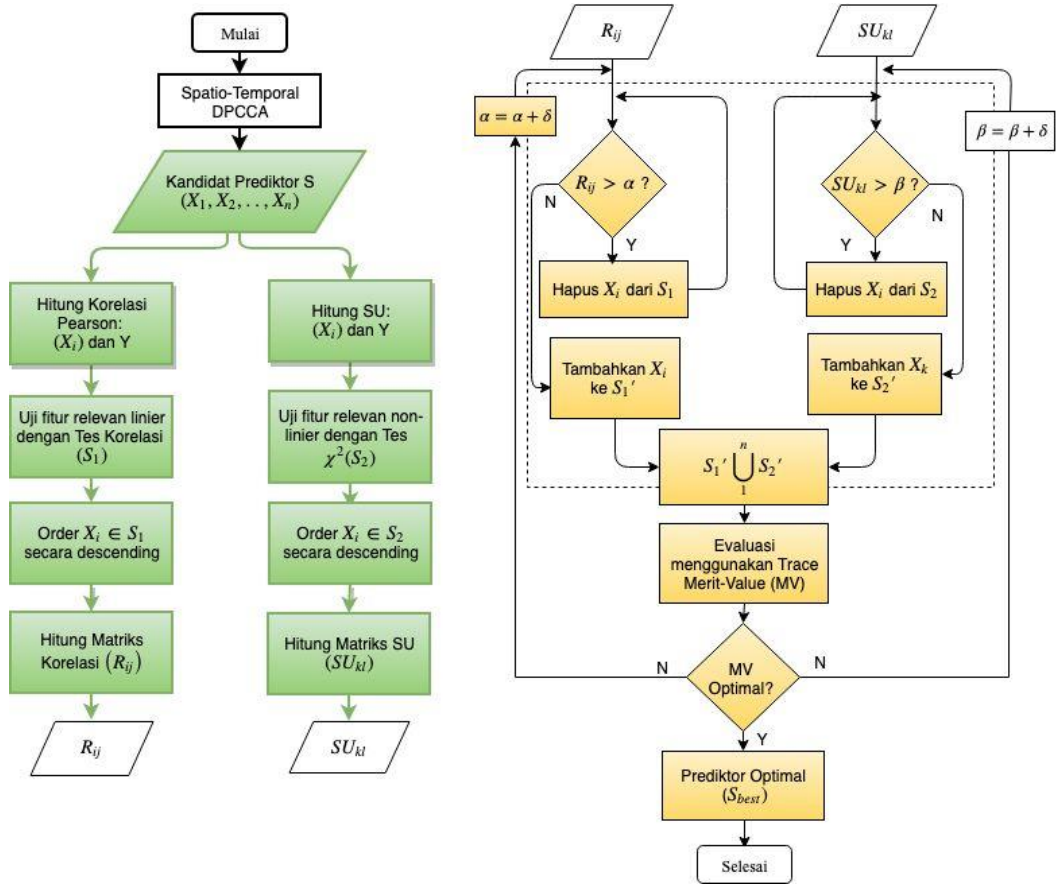 Mulai
Spatio-Temporal
DPCCA
Kandidat Prediktor S
(X₁, X₂, . . , Xₙ)
Hitung Korelasi
Pearson:
(Xᵢ) dan Y
Uji fitur relevan linier
dengan Tes Korelasi
(S₁)
Order Xᵢ ∈ S₁
secara descending
Hitung Matriks
Korelasi (Rᵢⱼ)
Rᵢⱼ
Hitung SU:
(Xᵢ) dan Y
Uji fitur relevan non-
linier dengan Tes
χ²(S₂)
Order Xᵢ ∈ S₂
secara descending
Hitung Matriks SU
(SUₖₗ)
SUₖₗ
Rᵢⱼ
SUₖₗ
α = α + δ
β = β + δ
Rᵢⱼ > α ?
N
Y
Hapus Xᵢ dari S₁
Tambahkan Xᵢ
ke S₁′
SUₖₗ > β ?
N
Y
Hapus Xᵢ dari S₂
Tambahkan Xₖ
ke S₂′
n
S₁′ ⋃ S₂′
1
Evaluasi
menggunakan Trace
Merit-Value (MV)
N
MV
Optimal?
N
Y
Prediktor Optimal
(S_best)
Selesai